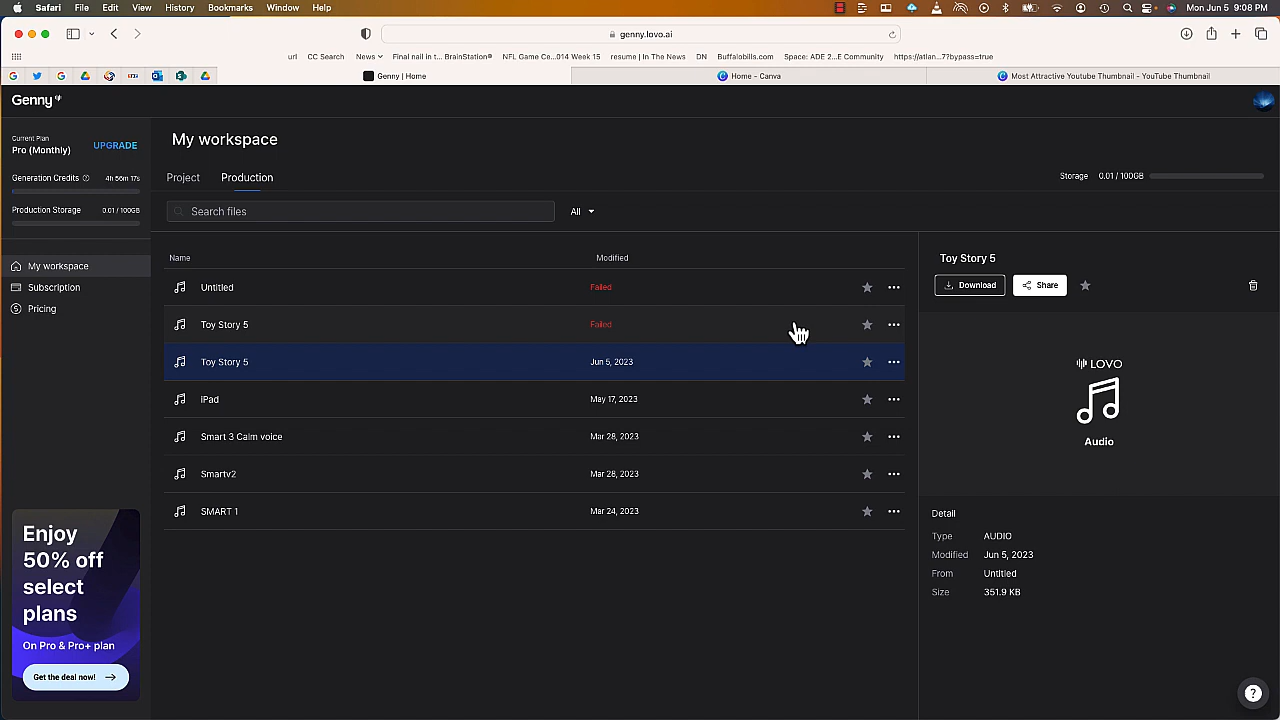 Safari File Edit View History Bookmarks Window Help Mon Jun 5 9:08 PM
genny.lovo.ai
url CC Search News Final nail in t... BrainStation® NFL Game Ce...014 Week 15 resume | In The News DN Buffalobills.com Space: ADE 2...E Community https://atlan...7?bypass=true
Genny | Home Home - Canva Most Attractive Youtube Thumbnail - YouTube Thumbnail
Genny
Current Plan
Pro (Monthly) UPGRADE
Generation Credits 4h 56m 17s
Production Storage 0.01 / 100GB
My workspace
Subscription
Pricing
Enjoy
50% off
select
plans
On Pro & Pro+ plan
Get the deal now!
My workspace
Project Production
Storage 0.01 / 100GB
Search files All
Name Modified
Untitled Failed
Toy Story 5 Failed
Toy Story 5 Jun 5, 2023
IPad May 17, 2023
Smart 3 Calm voice Mar 28, 2023
Smartv2 Mar 28, 2023
SMART 1 Mar 24, 2023
Toy Story 5
Download Share
LOVO
Audio
Detail
Type AUDIO
Modified Jun 5, 2023
From Untitled
Size 351.9 KB
?